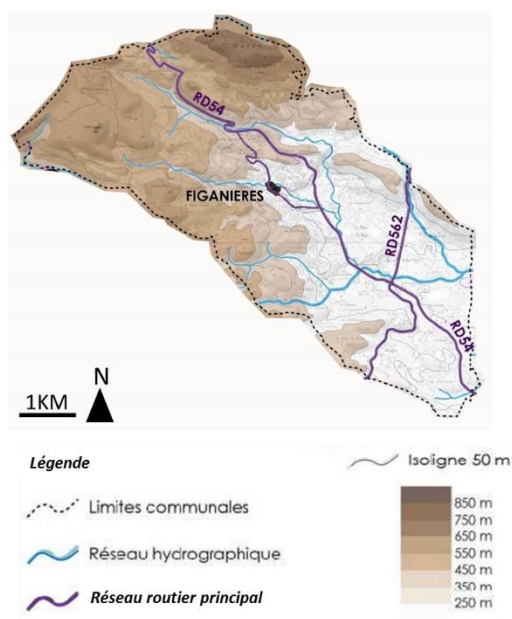 RD54
FIGANIERES
RD562
RD54
N
1KM
Légende
Isoligne 50 m
Limites communales
Réseau hydrographique
Réseau routier principal
850 m
750 m
650 m
550 m
450 m
350 m
250 m